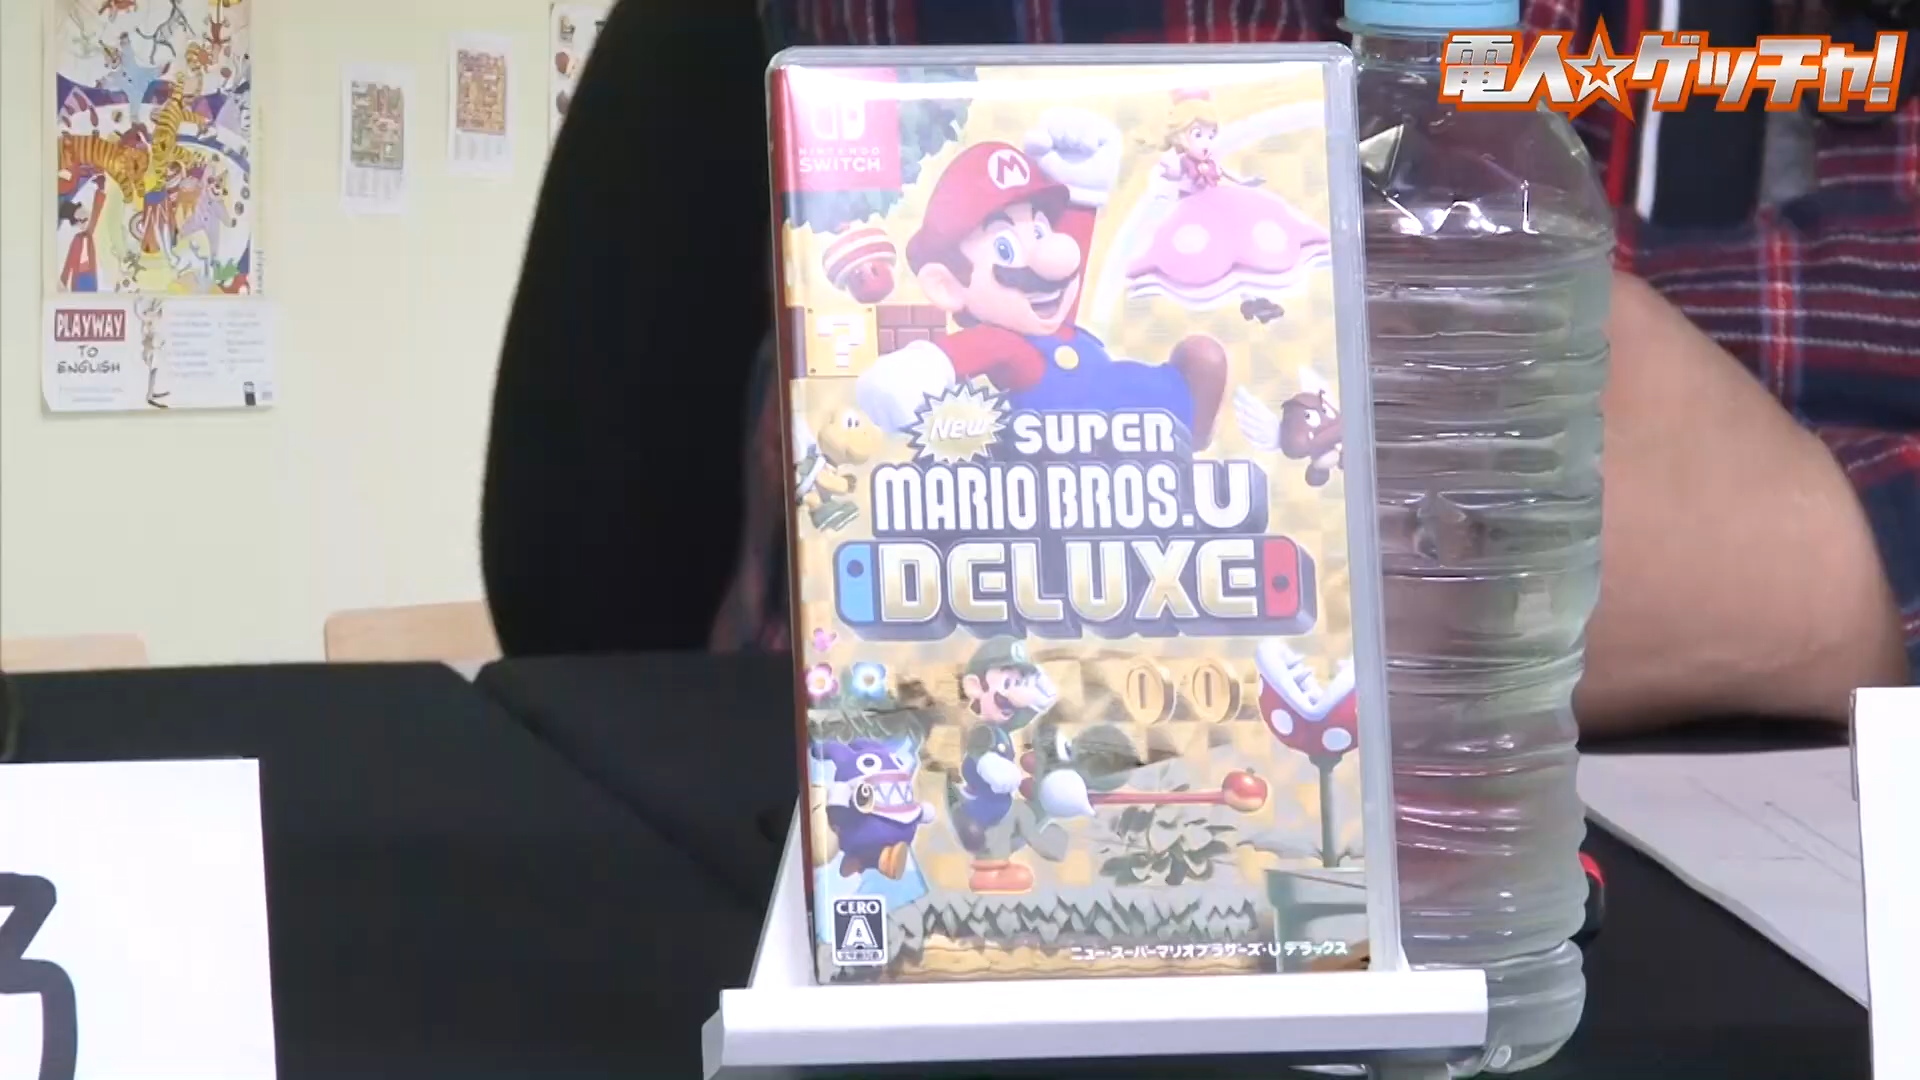 電人☆ゲッチャ!
NINTENDO
SWITCH
M
?
New SUPER
MARIO BROS.U
DELUXE
L
CERO
A
ニュー・スーパーマリオブラザーズ・U デラックス
PLAYWAY
TO
ENGLISH